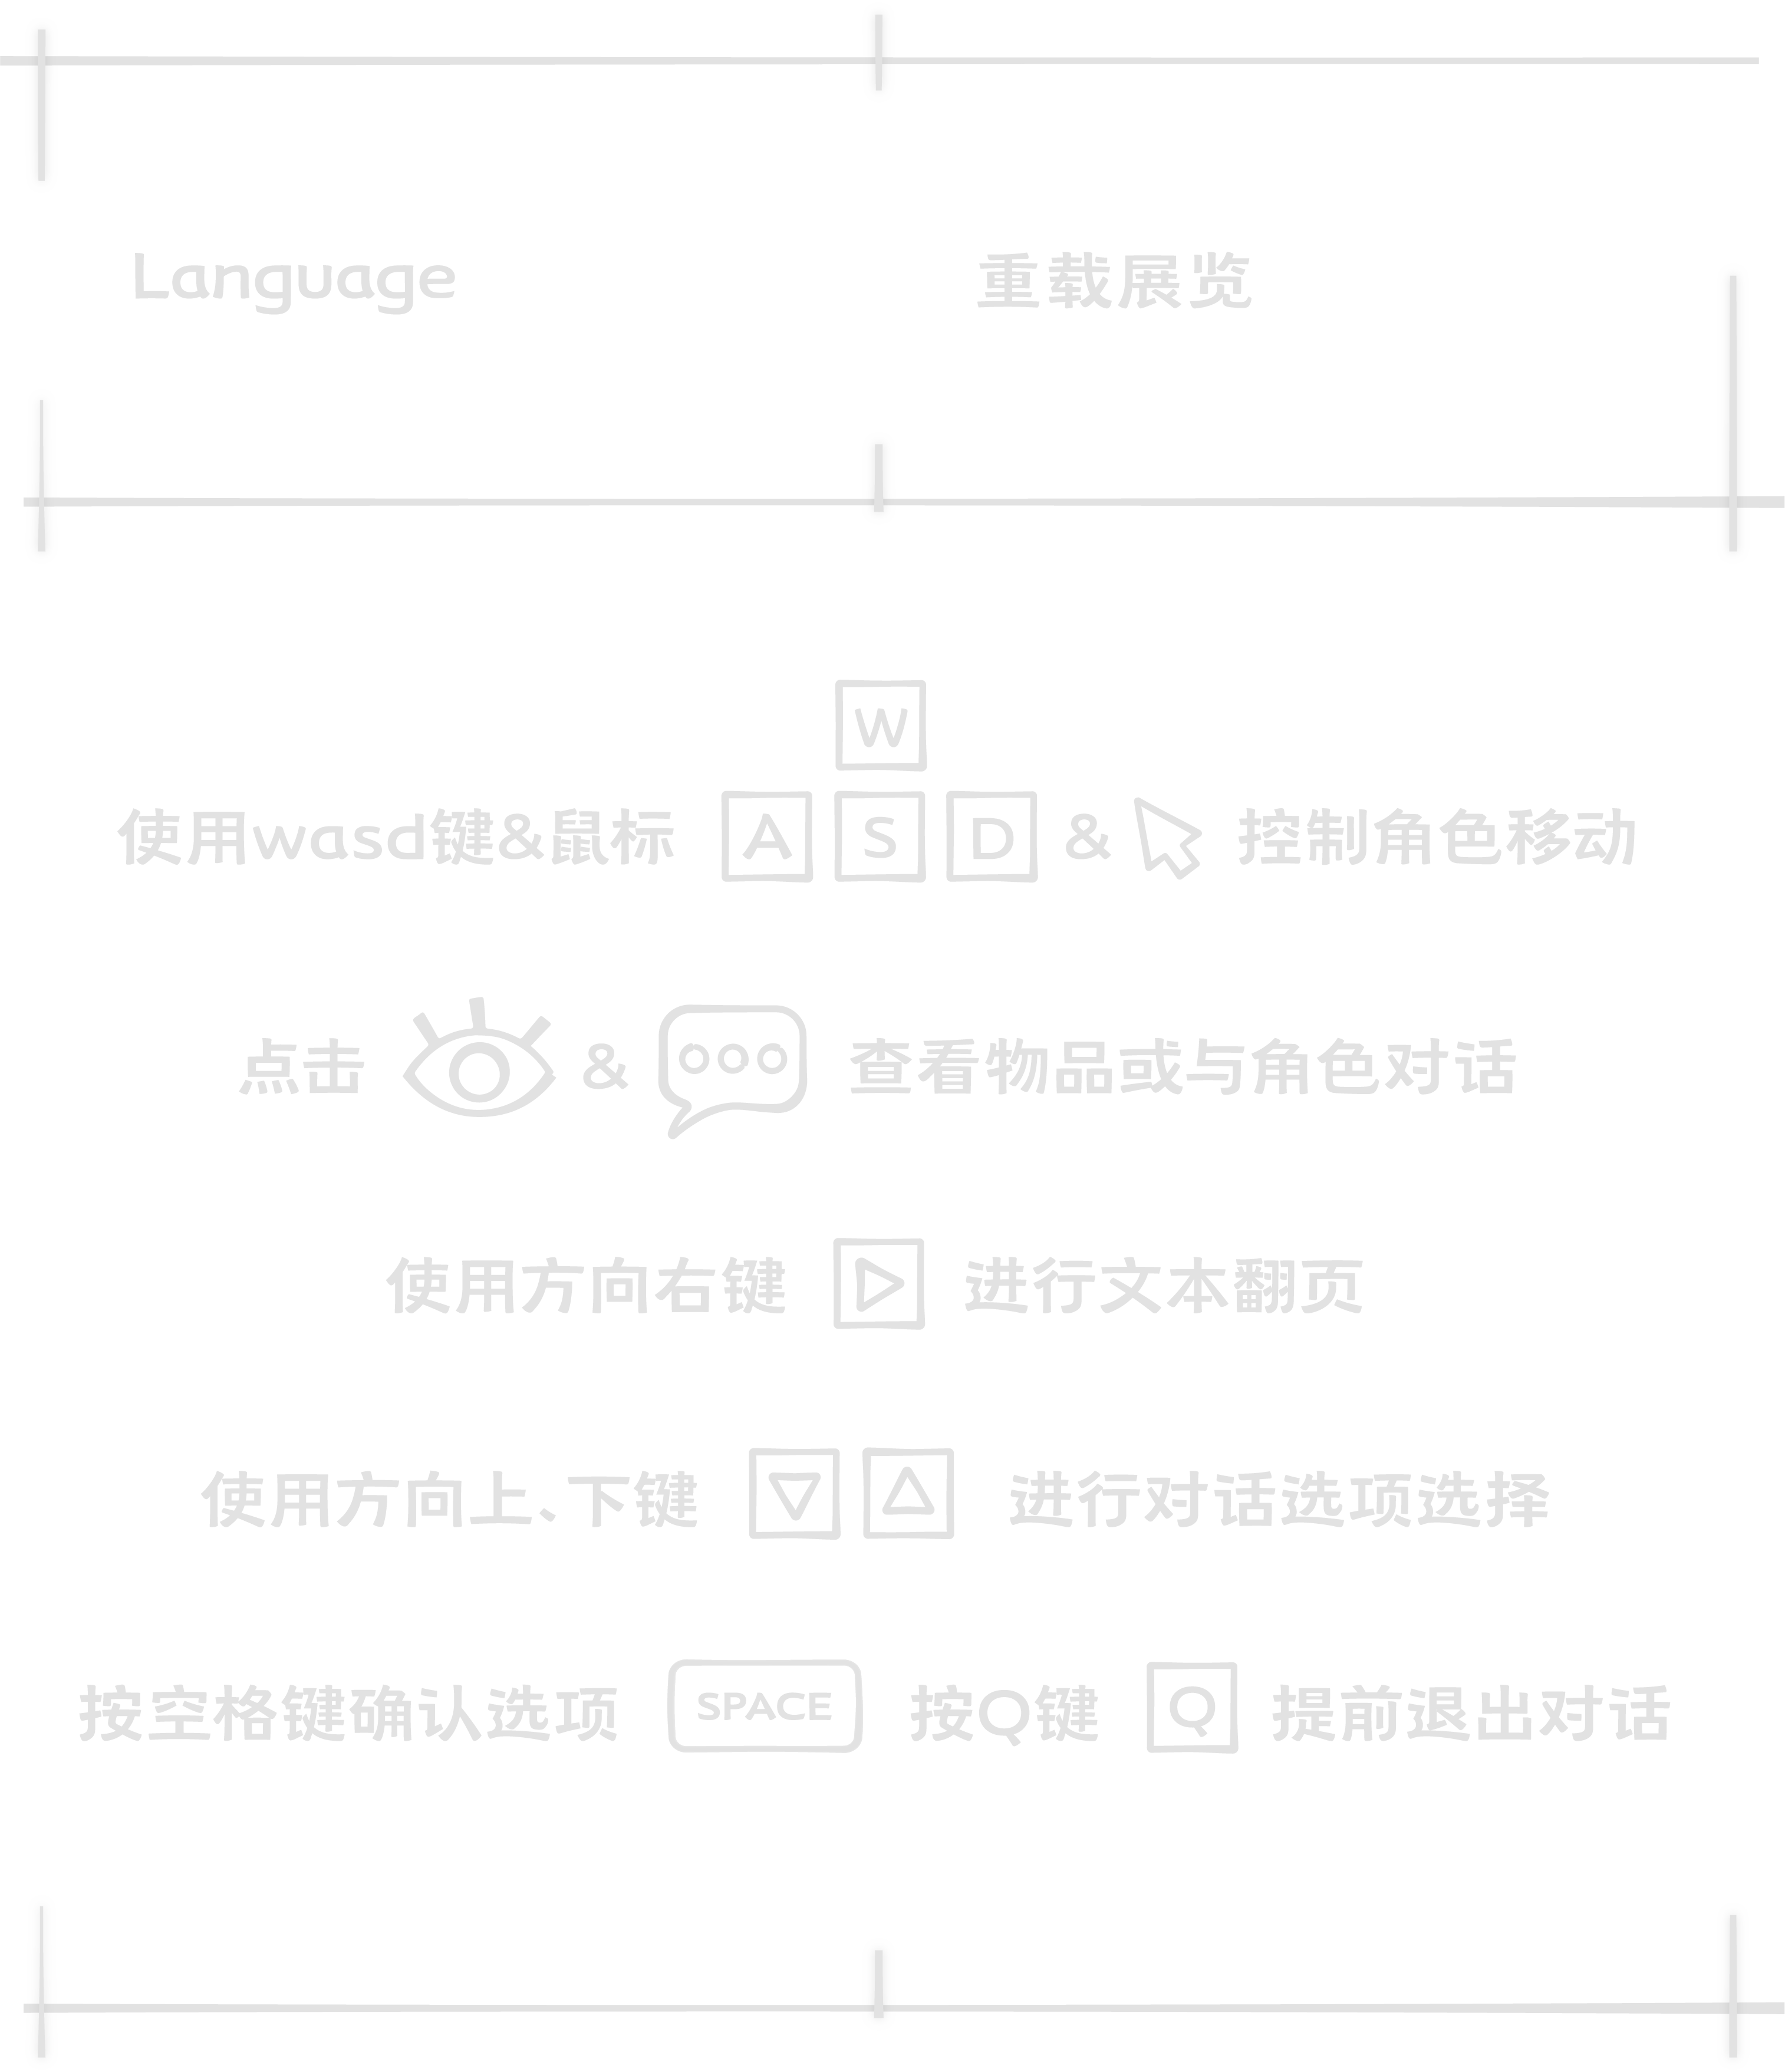 Language 重载展览
W
使用wasd键&鼠标 A S D & 控制角色移动
点击 & 查看物品或与角色对话
使用方向右键 进行文本翻页
使用方向上、下键 进行对话选项选择
按空格键确认选项 SPACE 按Q键 Q 提前退出对话